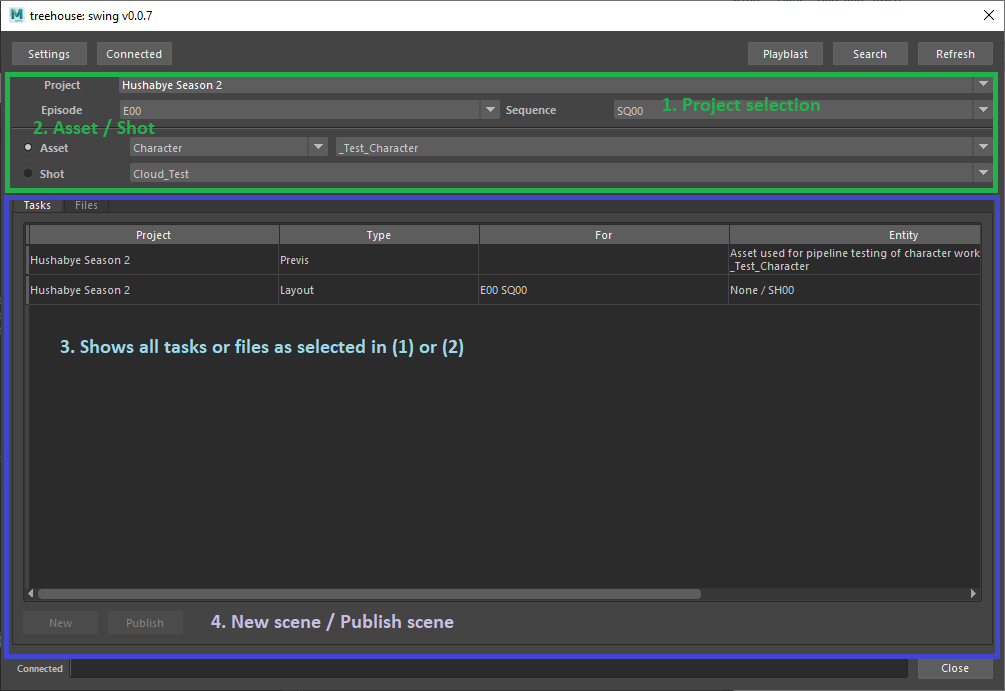 M treehouse: swing v0.0.7
Settings Connected Playblast Search Refresh
Project Hushabye Season 2
Episode E00 Sequence SQ00 1. Project selection
2. Asset / Shot
Asset Character _Test_Character
Shot Cloud_Test
Tasks Files
Project Type For Entity
Hushabye Season 2 Previs Asset used for pipeline testing of character work
_Test_Character
Hushabye Season 2 Layout E00 SQ00 None / SH00
3. Shows all tasks or files as selected in (1) or (2)
New Publish 4. New scene / Publish scene
Connected Close